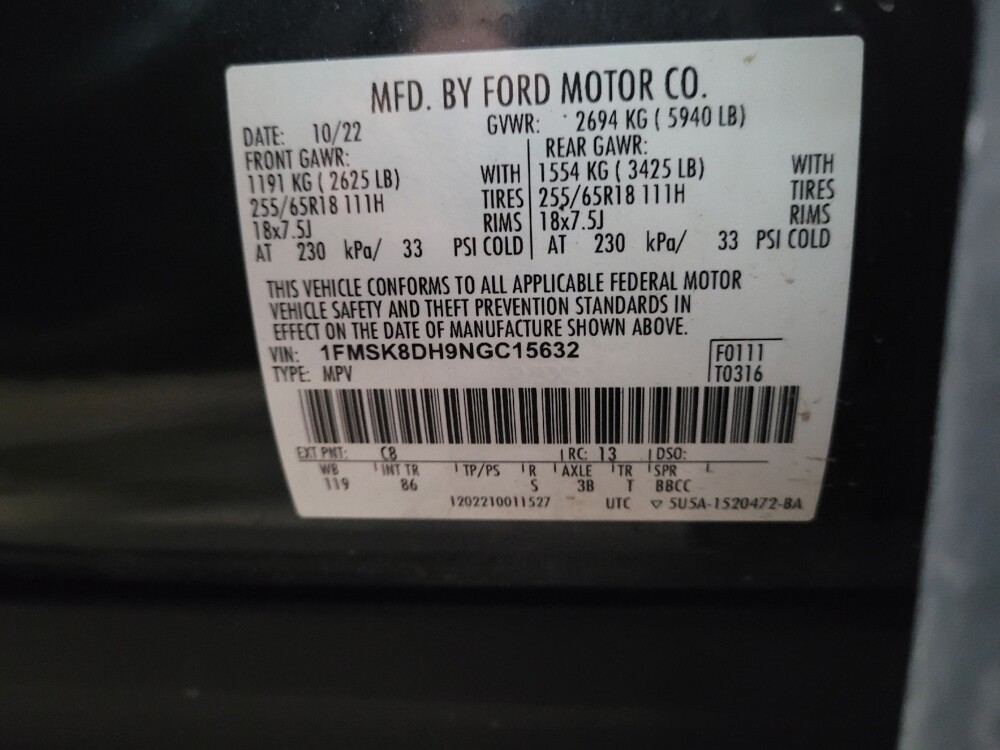 MFD. BY FORD MOTOR CO.
DATE: 10/22 GVWR: 2694 KG ( 5940 LB)
FRONT GAWR: REAR GAWR:
1191 KG ( 2625 LB) WITH 1554 KG ( 3425 LB) WITH
255/65R18 111H TIRES 255/65R18 111H TIRES
18x7.5J RIMS 18x7.5J RIMS
AT 230 kPa/ 33 PSI COLD AT 230 kPa/ 33 PSI COLD
THIS VEHICLE CONFORMS TO ALL APPLICABLE FEDERAL MOTOR
VEHICLE SAFETY AND THEFT PREVENTION STANDARDS IN
EFFECT ON THE DATE OF MANUFACTURE SHOWN ABOVE.
VIN: 1FMSK8DH9NGC15632 F0111
TYPE: MPV T0316
EXT PNT: C8 RC: 13 DSO:
WB INT TR TP/PS R AXLE TR SPR
119 86 S 3B T BBCC
1202210011527 UTC ▽ 5U5A-1520472-BA